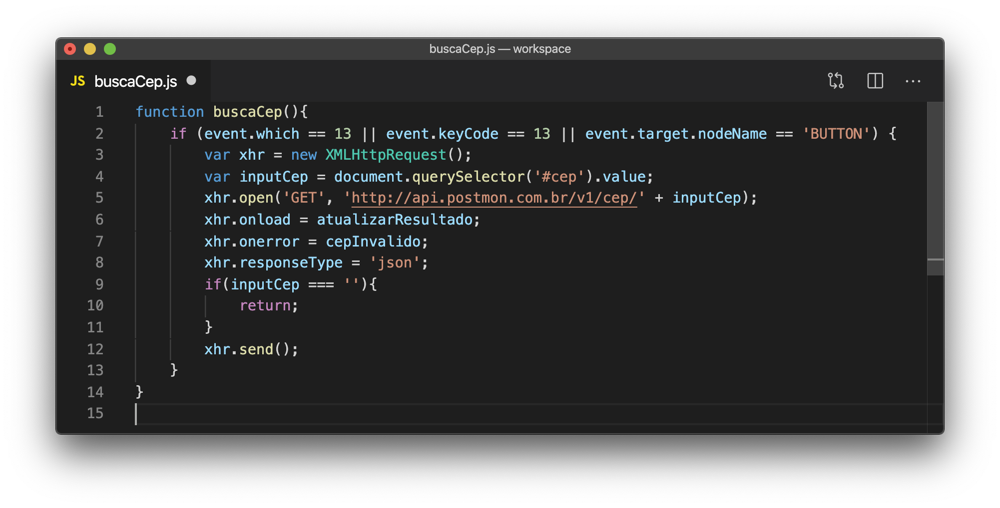 buscaCep.js — workspace
JS buscaCep.js
1 function buscaCep(){
2     if (event.which == 13 || event.keyCode == 13 || event.target.nodeName == 'BUTTON') {
3         var xhr = new XMLHttpRequest();
4         var inputCep = document.querySelector('#cep').value;
5         xhr.open('GET', 'http://api.postmon.com.br/v1/cep/' + inputCep);
6         xhr.onload = atualizarResultado;
7         xhr.onerror = cepInvalido;
8         xhr.responseType = 'json';
9         if(inputCep === ''){
10             return;
11         }
12         xhr.send();
13     }
14 }
15